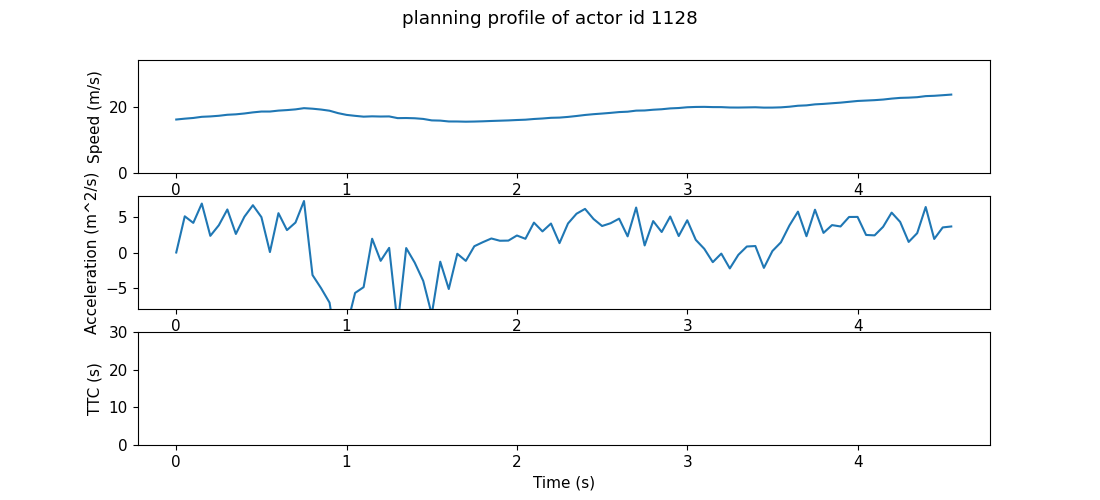 planning profile of actor id 1128
Speed (m/s)
20
0
0 1 2 3 4
Acceleration (m^2/s)
5
0
−5
0 1 2 3 4
TTC (s)
30
20
10
0
0 1 2 3 4
Time (s)